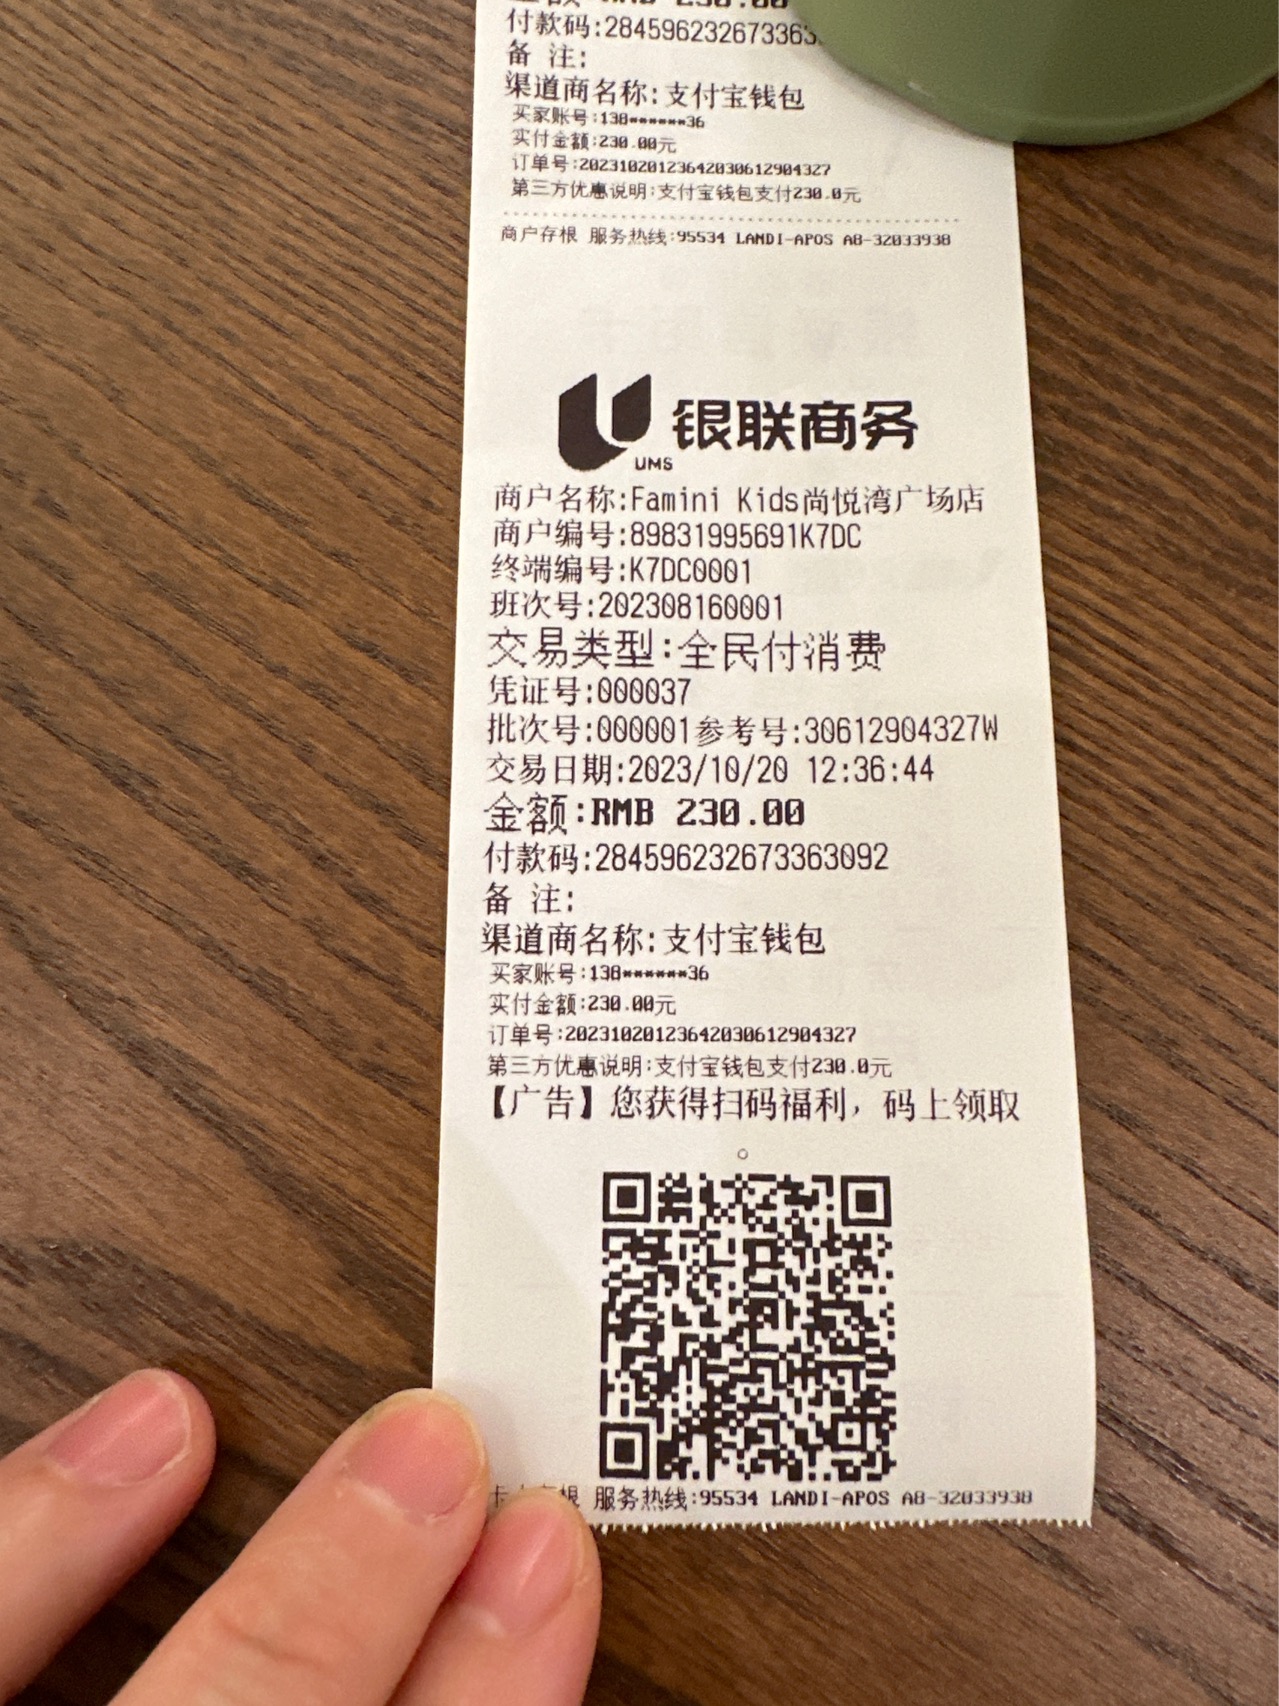 金额:RMB 230.00
付款码:2845962326733363
备 注:
渠道商名称:支付宝钱包
买家账号:138******36
实付金额:230.00元
订单号:20231020123642030612904327
第三方优惠说明:支付宝钱包支付230.0元
商户存根 服务热线:95534 LANDI-APOS A8-32033938
银联商务
UMS
商户名称:Famini Kids尚悦湾广场店
商户编号:89831995691K7DC
终端编号:K7DC0001
班次号:202308160001
交易类型:全民付消费
凭证号:000037
批次号:000001参考号:30612904327W
交易日期:2023/10/20 12:36:44
金额:RMB 230.00
付款码:284596232673363092
备 注:
渠道商名称:支付宝钱包
买家账号:138******36
实付金额:230.00元
订单号:20231020123642030612904327
第三方优惠说明:支付宝钱包支付230.0元
【广告】您获得扫码福利，码上领取
。
存根 服务热线:95534 LANDI-APOS A8-32033938